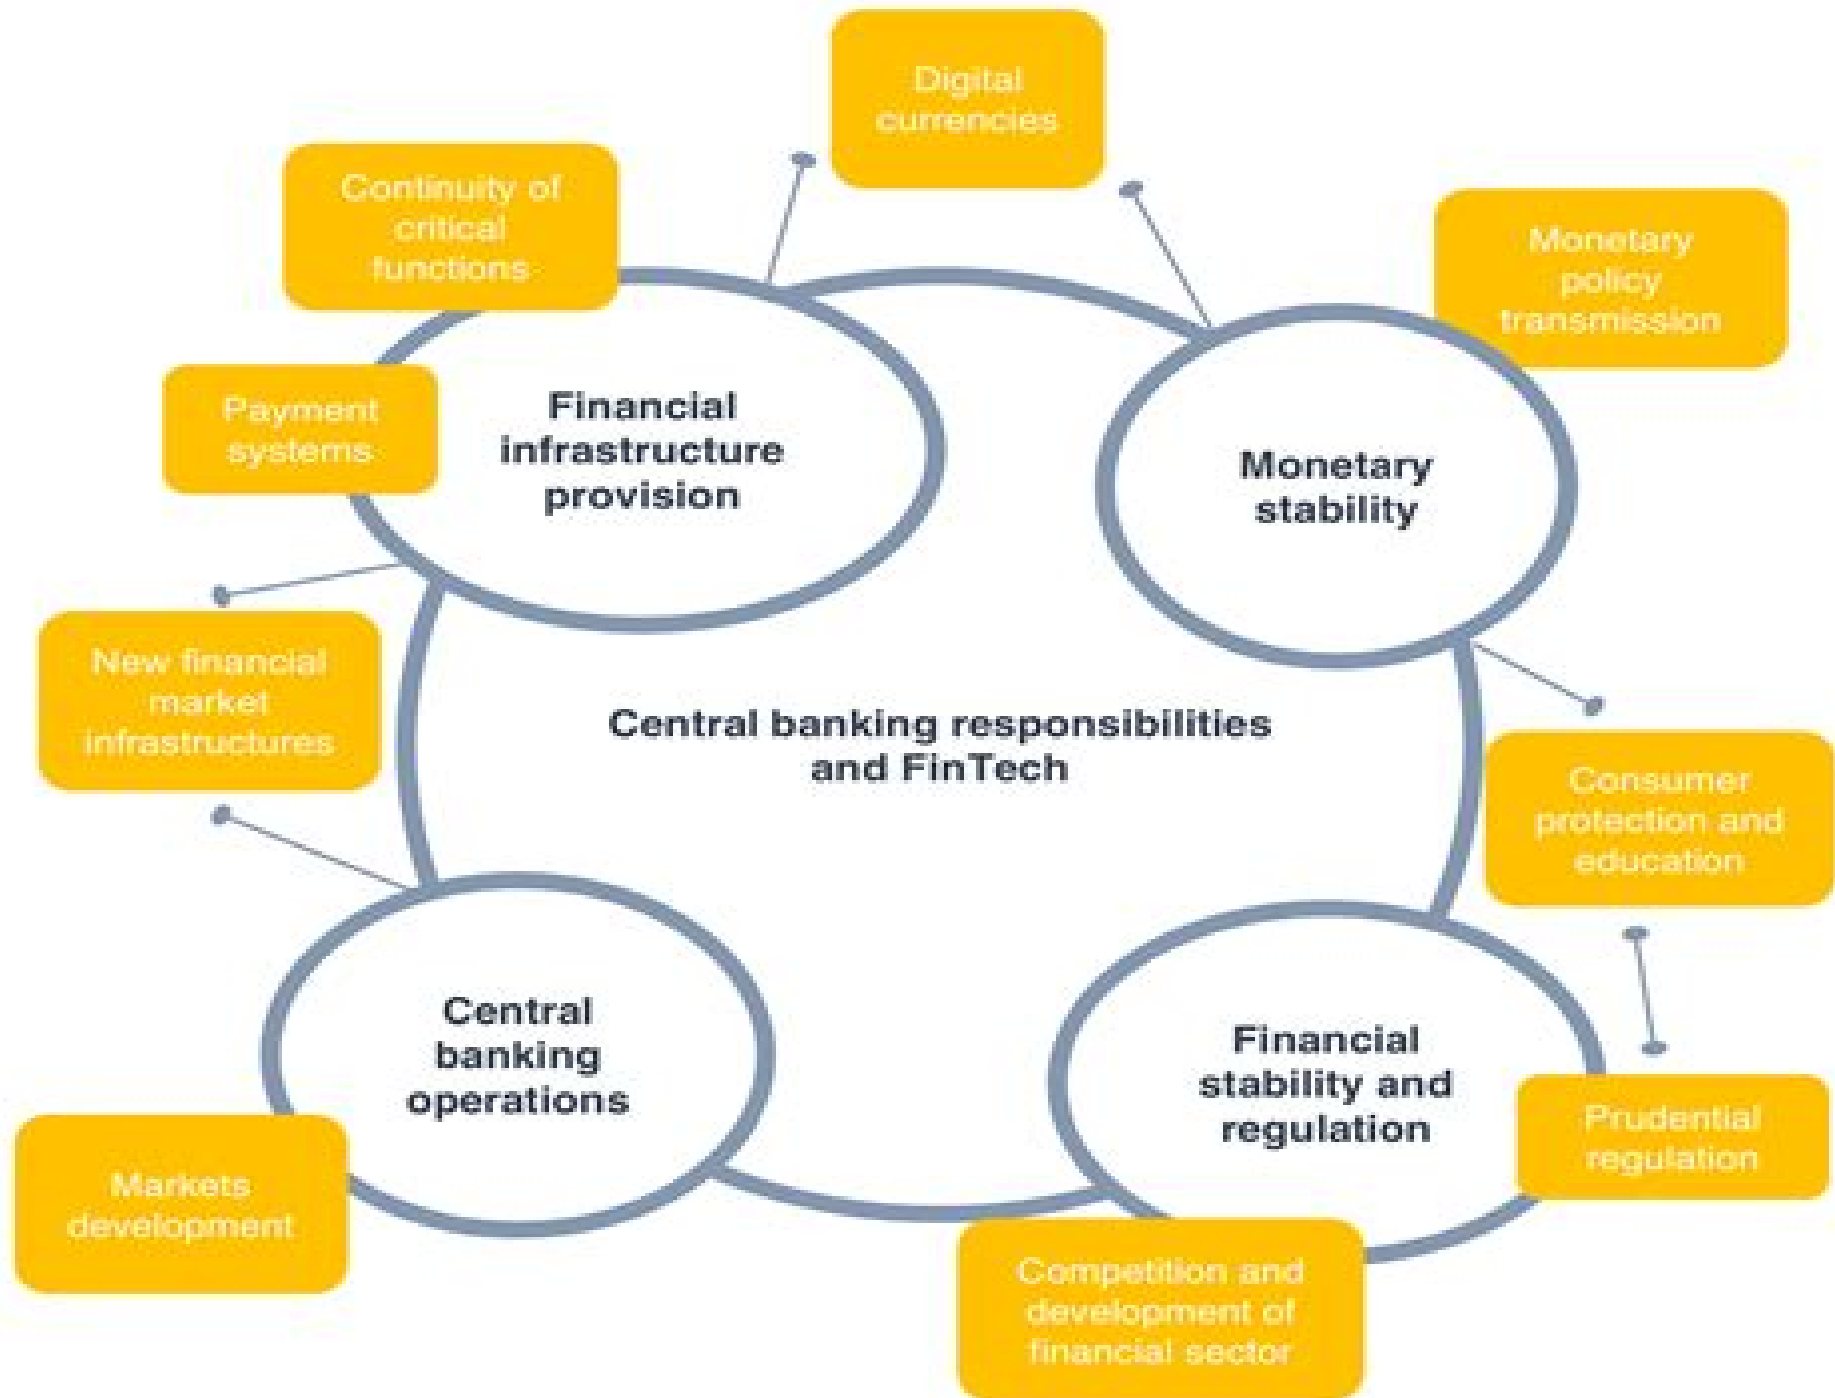 Digital
currencies
Continuity of
critical
functions
Monetary
policy
transmission
Payment
systems
Financial
infrastructure
provision
Monetary
stability
New financial
market
infrastructures
Central banking responsibilities
and FinTech
Consumer
protection and
education
Central
banking
operations
Financial
stability and
regulation
Prudential
regulation
Markets
development
Competition and
development of
financial sector